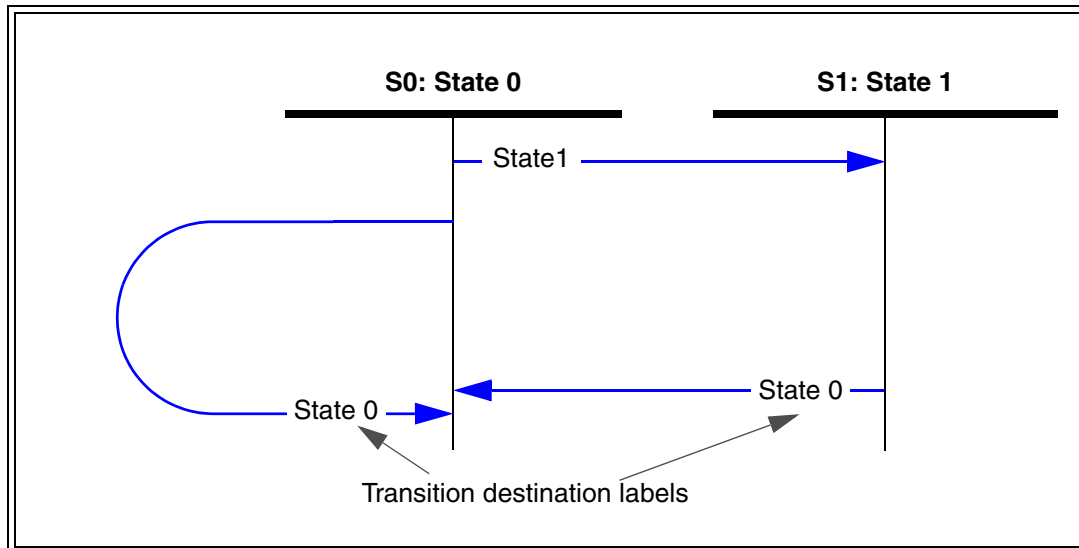 S0: State 0
S1: State 1
State1
State 0
State 0
Transition destination labels